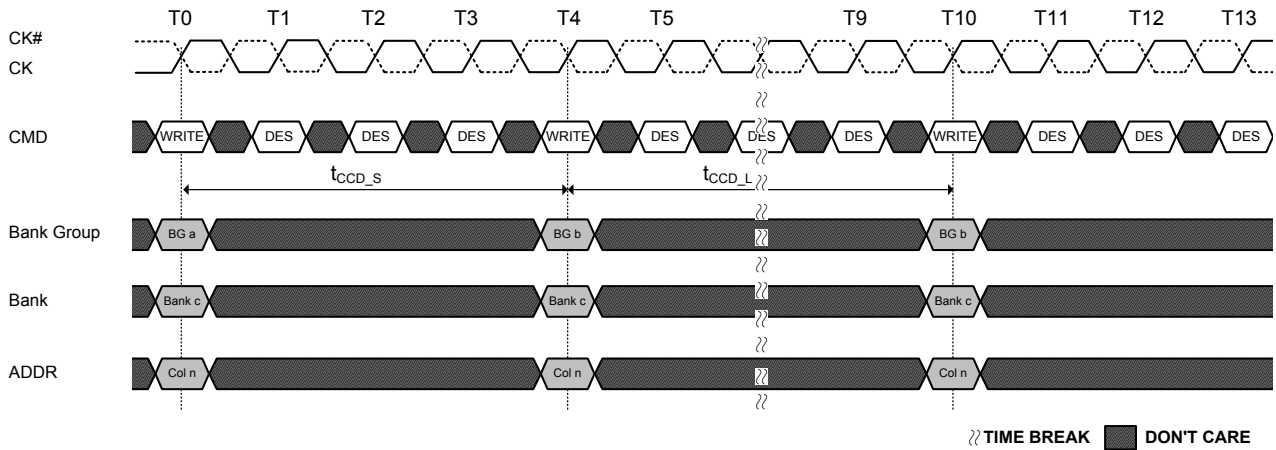 T0 T1 T2 T3 T4 T5 T9 T10 T11 T12 T13
CK#
CK
CMD WRITE DES DES DES WRITE DES DES DES WRITE DES DES DES
tCCD_S tCCD_L
Bank Group BG a BG b BG b
Bank Bank c Bank c Bank c
ADDR Col n Col n Col n
TIME BREAK DON'T CARE